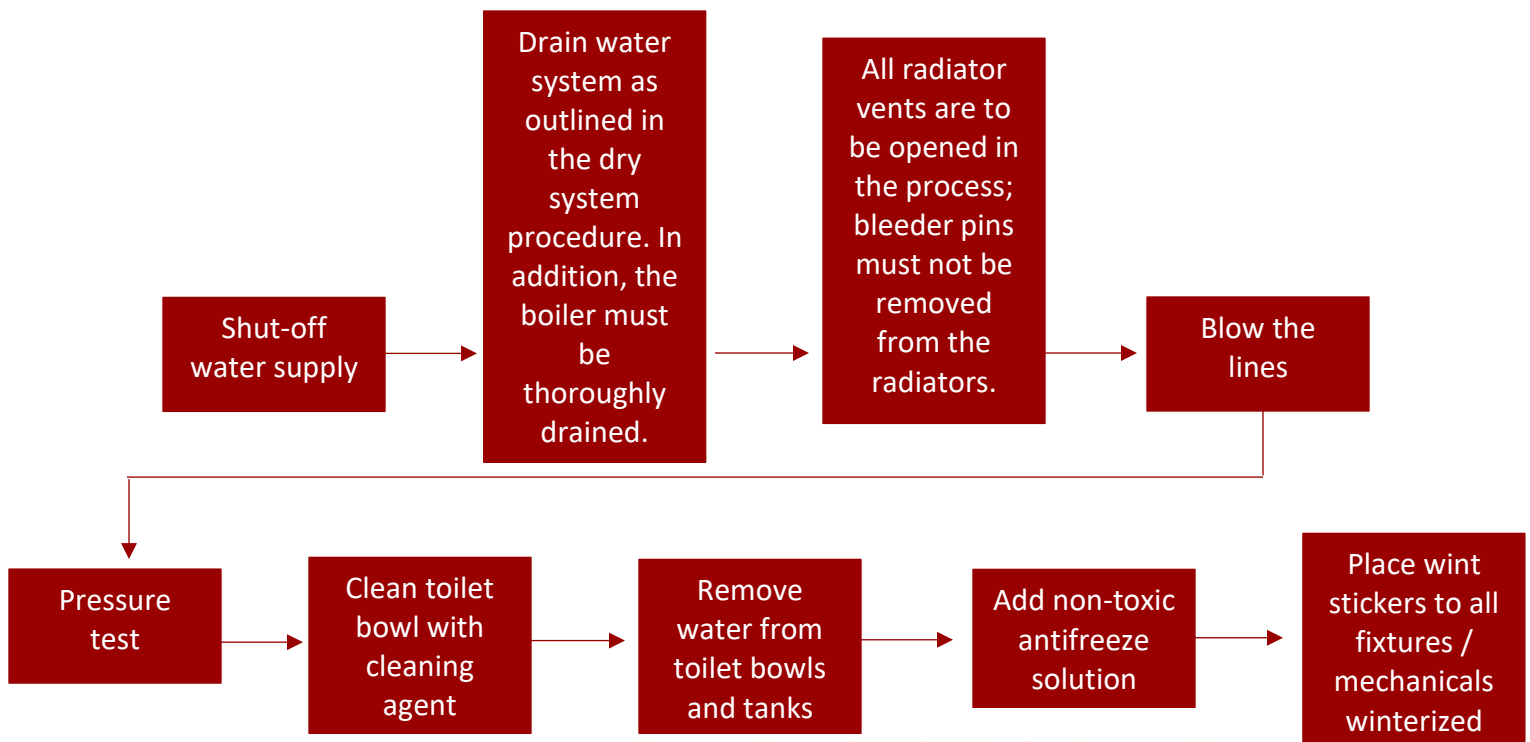 Shut-off
water supply
Drain water
system as
outlined in
the dry
system
procedure. In
addition, the
boiler must
be
thoroughly
drained.
All radiator
vents are to
be opened in
the process;
bleeder pins
must not be
removed
from the
radiators.
Blow the
lines
Pressure
test
Clean toilet
bowl with
cleaning
agent
Remove
water from
toilet bowls
and tanks
Add non-toxic
antifreeze
solution
Place wint
stickers to all
fixtures /
mechanicals
winterized